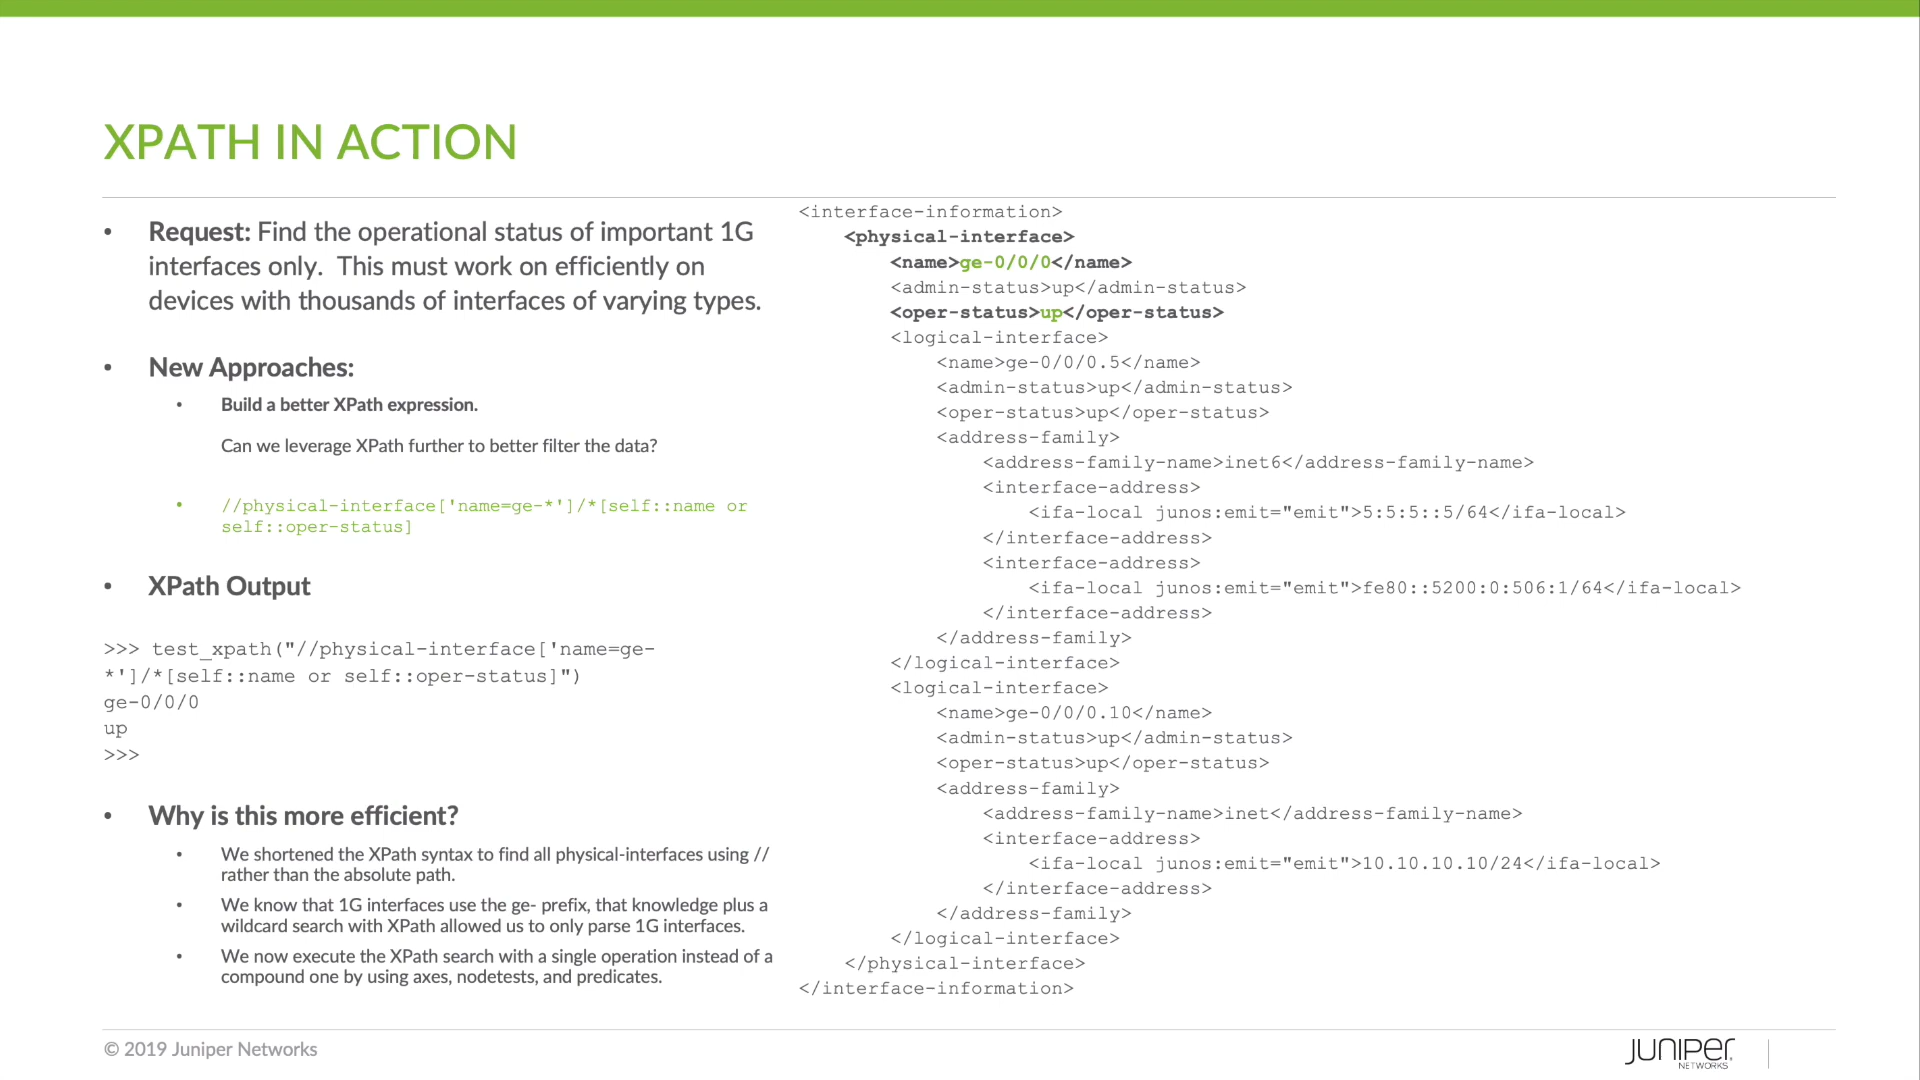 XPATH IN ACTION
• Request: Find the operational status of important 1G
interfaces only.  This must work on efficiently on
devices with thousands of interfaces of varying types.
• New Approaches:
• Build a better XPath expression.
Can we leverage XPath further to better filter the data?
• //physical-interface['name=ge-*']/*[self::name or
self::oper-status]
• XPath Output
>>> test_xpath("//physical-interface['name=ge-
*']/*[self::name or self::oper-status]")
ge-0/0/0
up
>>>
• Why is this more efficient?
• We shortened the XPath syntax to find all physical-interfaces using //
rather than the absolute path.
• We know that 1G interfaces use the ge- prefix, that knowledge plus a
wildcard search with XPath allowed us to only parse 1G interfaces.
• We now execute the XPath search with a single operation instead of a
compound one by using axes, nodetests, and predicates.
<interface-information>
    <physical-interface>
        <name>ge-0/0/0</name>
        <admin-status>up</admin-status>
        <oper-status>up</oper-status>
        <logical-interface>
            <name>ge-0/0/0.5</name>
            <admin-status>up</admin-status>
            <oper-status>up</oper-status>
            <address-family>
                <address-family-name>inet6</address-family-name>
                <interface-address>
                    <ifa-local junos:emit="emit">5:5:5::5/64</ifa-local>
                </interface-address>
                <interface-address>
                    <ifa-local junos:emit="emit">fe80::5200:0:506:1/64</ifa-local>
                </interface-address>
            </address-family>
        </logical-interface>
        <logical-interface>
            <name>ge-0/0/0.10</name>
            <admin-status>up</admin-status>
            <oper-status>up</oper-status>
            <address-family>
                <address-family-name>inet</address-family-name>
                <interface-address>
                    <ifa-local junos:emit="emit">10.10.10.10/24</ifa-local>
                </interface-address>
            </address-family>
        </logical-interface>
    </physical-interface>
</interface-information>
© 2019 Juniper Networks
JUNIPER
NETWORKS